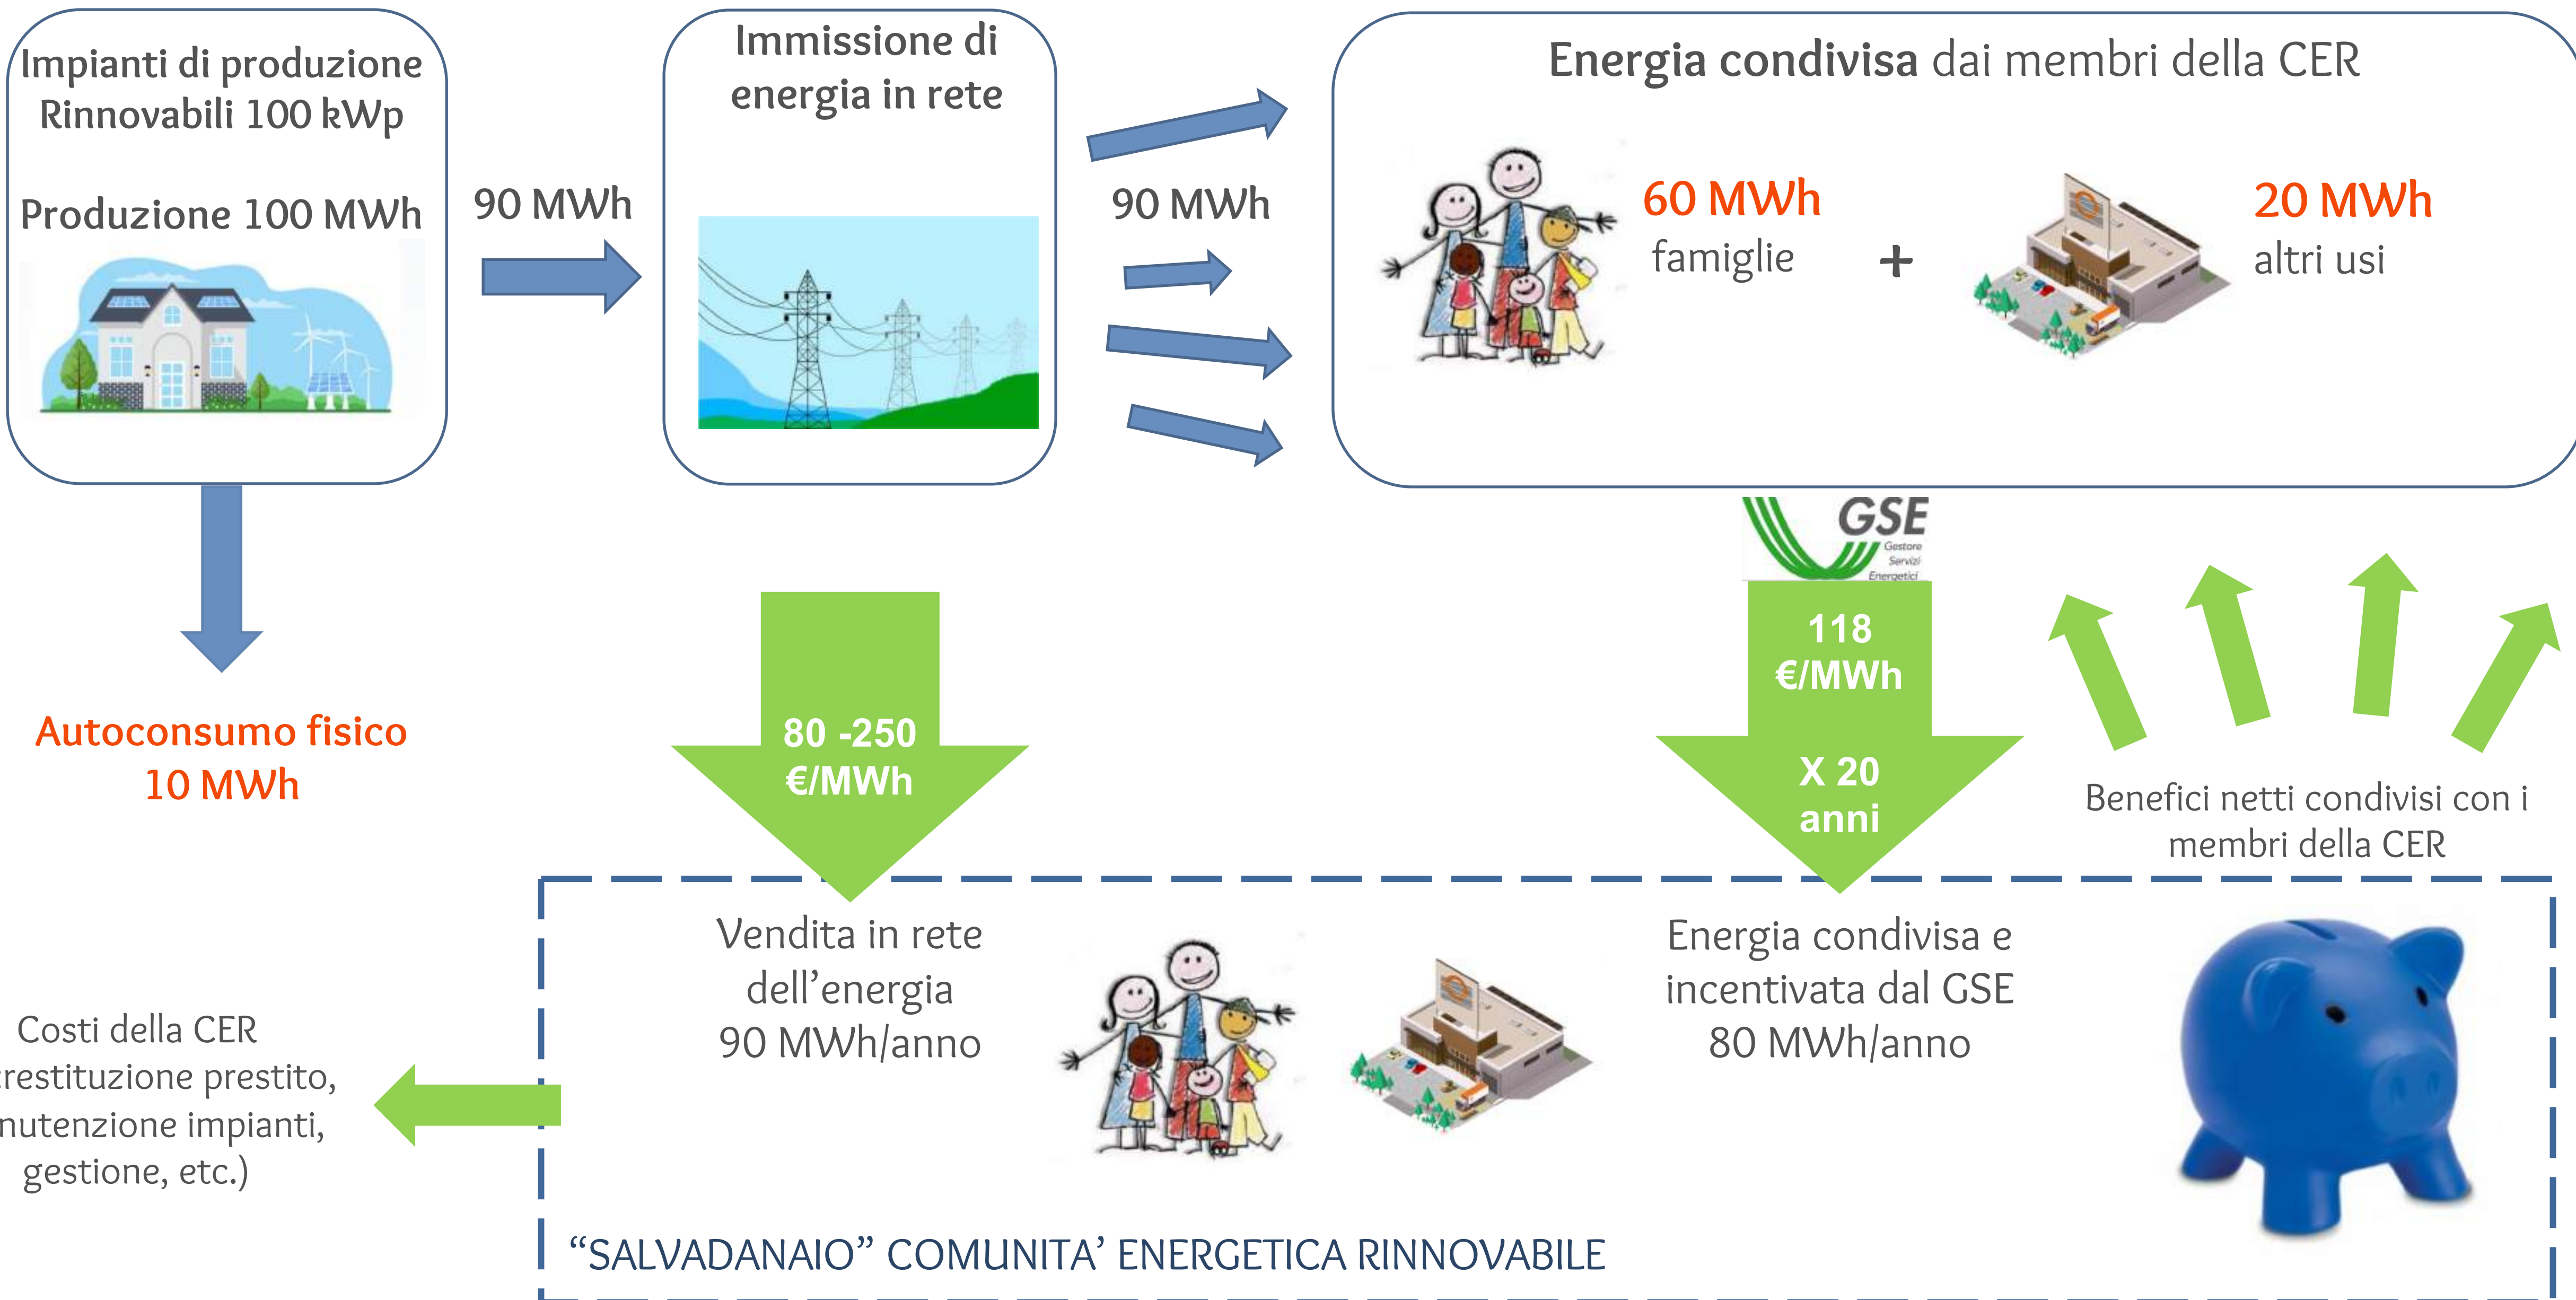 Impianti di produzione
Rinnovabili 100 kWp
Produzione 100 MWh
90 MWh
Immissione di
energia in rete
90 MWh
Energia condivisa dai membri della CER
60 MWh
famiglie
+
20 MWh
altri usi
Autoconsumo fisico
10 MWh
80 -250
€/MWh
GSE
Gestore
Servizi
Energetici
118
€/MWh
X 20
anni
Benefici netti condivisi con i
membri della CER
Costi della CER
restituzione prestito,
nutenzione impianti,
gestione, etc.)
Vendita in rete
dell’energia
90 MWh/anno
Energia condivisa e
incentivata dal GSE
80 MWh/anno
“SALVADANAIO” COMUNITA’ ENERGETICA RINNOVABILE